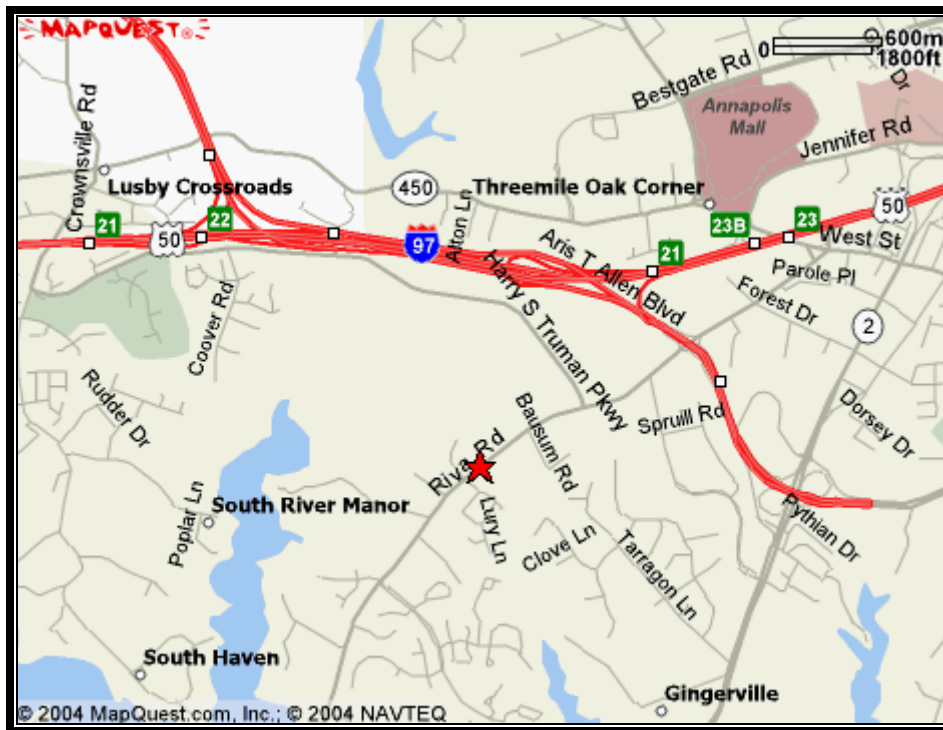 MAPQUEST®
0 600m
1800ft
Bestgate Rd
Dr
Annapolis
Mall
Jennifer Rd
Crownsville Rd
Lusby Crossroads
450
Threemile Oak Corner
50
21
22
50
97
Alton Ln
Aris T Allen Blvd
21
23B
23
West St
Parole Pl
Forest Dr
2
Harry S Truman Pkwy
Coover Rd
Rudder Dr
Bausum Rd
Spruill Rd
Dorsey Dr
Riva Rd
South River Manor
Poplar Ln
Lury Ln
Clove Ln
Tarragon Ln
Pythian Dr
South Haven
Gingerville
© 2004 MapQuest.com, Inc.; © 2004 NAVTEQ